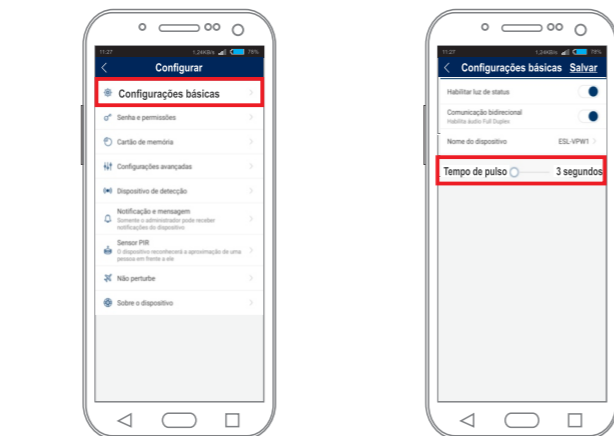 11:27 1,24KB/s 78%
Configurar
Configurações básicas
Senha e permissões
Cartão de memória
Configurações avançadas
Dispositivo de detecção
Notificação e mensagem
Somente o administrador pode receber
notificações do dispositivo
Sensor PIR
O dispositivo reconhecerá a aproximação de uma
pessoa em frente a ele
Não perturbe
Sobre o dispositivo
11:27 1,24KB/s 78%
Configurações básicas Salvar
Habilitar luz de status
Comunicação bidirecional
Habilita áudio Full Duplex
Nome do dispositivo ESL-VPW1
Tempo de pulso 3 segundos